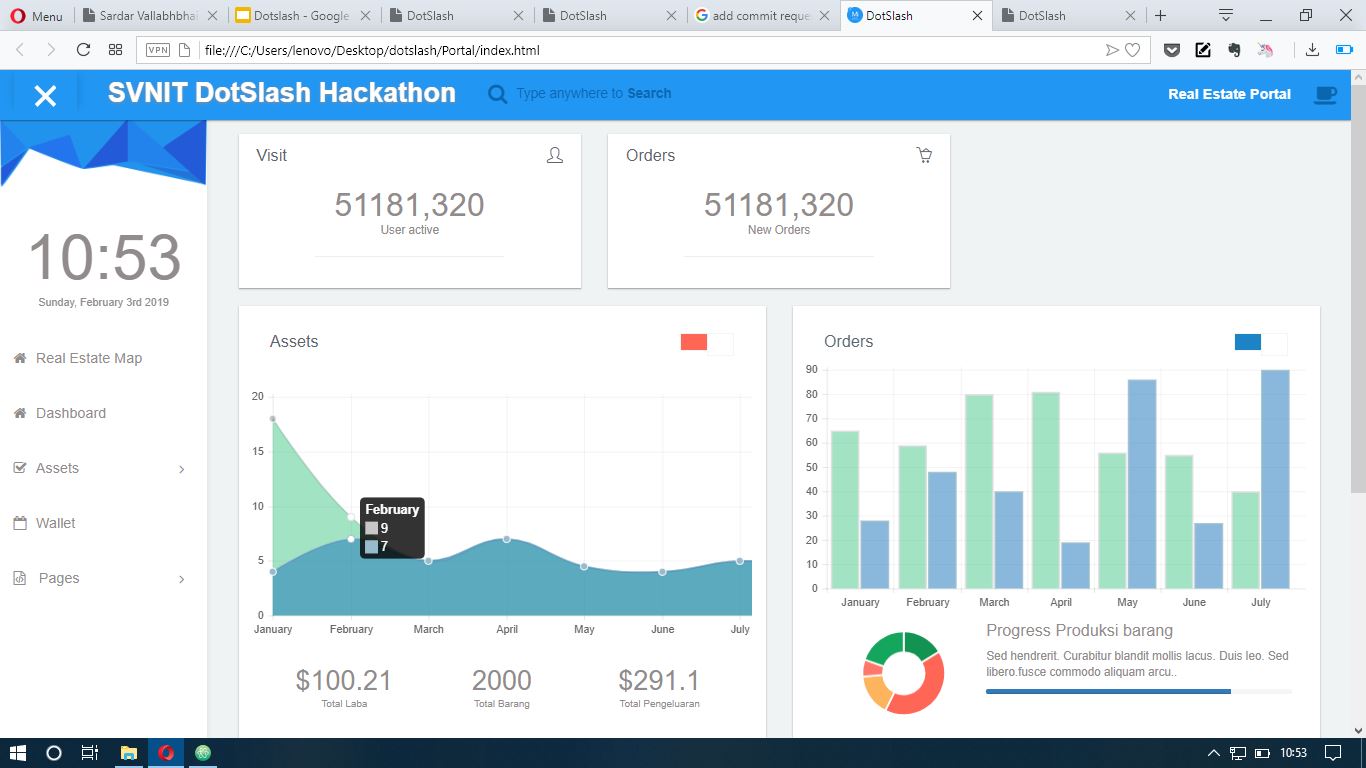 Menu
Sardar Vallabhbhai
Dotslash - Google
DotSlash
DotSlash
add commit reque
DotSlash
DotSlash
VPN
file:///C:/Users/lenovo/Desktop/dotslash/Portal/index.html
SVNIT DotSlash Hackathon
Type anywhere to Search
Real Estate Portal
10:53
Sunday, February 3rd 2019
Real Estate Map
Dashboard
Assets
Wallet
Pages
Visit
51181,320
User active
Orders
51181,320
New Orders
Assets
20
15
10
5
0
February
9
7
January February March April May June July
$100.21
Total Laba
2000
Total Barang
$291.1
Total Pengeluaran
Orders
90
80
70
60
50
40
30
20
10
0
January February March April May June July
Progress Produksi barang
Sed hendrerit. Curabitur blandit mollis lacus. Duis leo. Sed
libero.fusce commodo aliquam arcu..
10:53